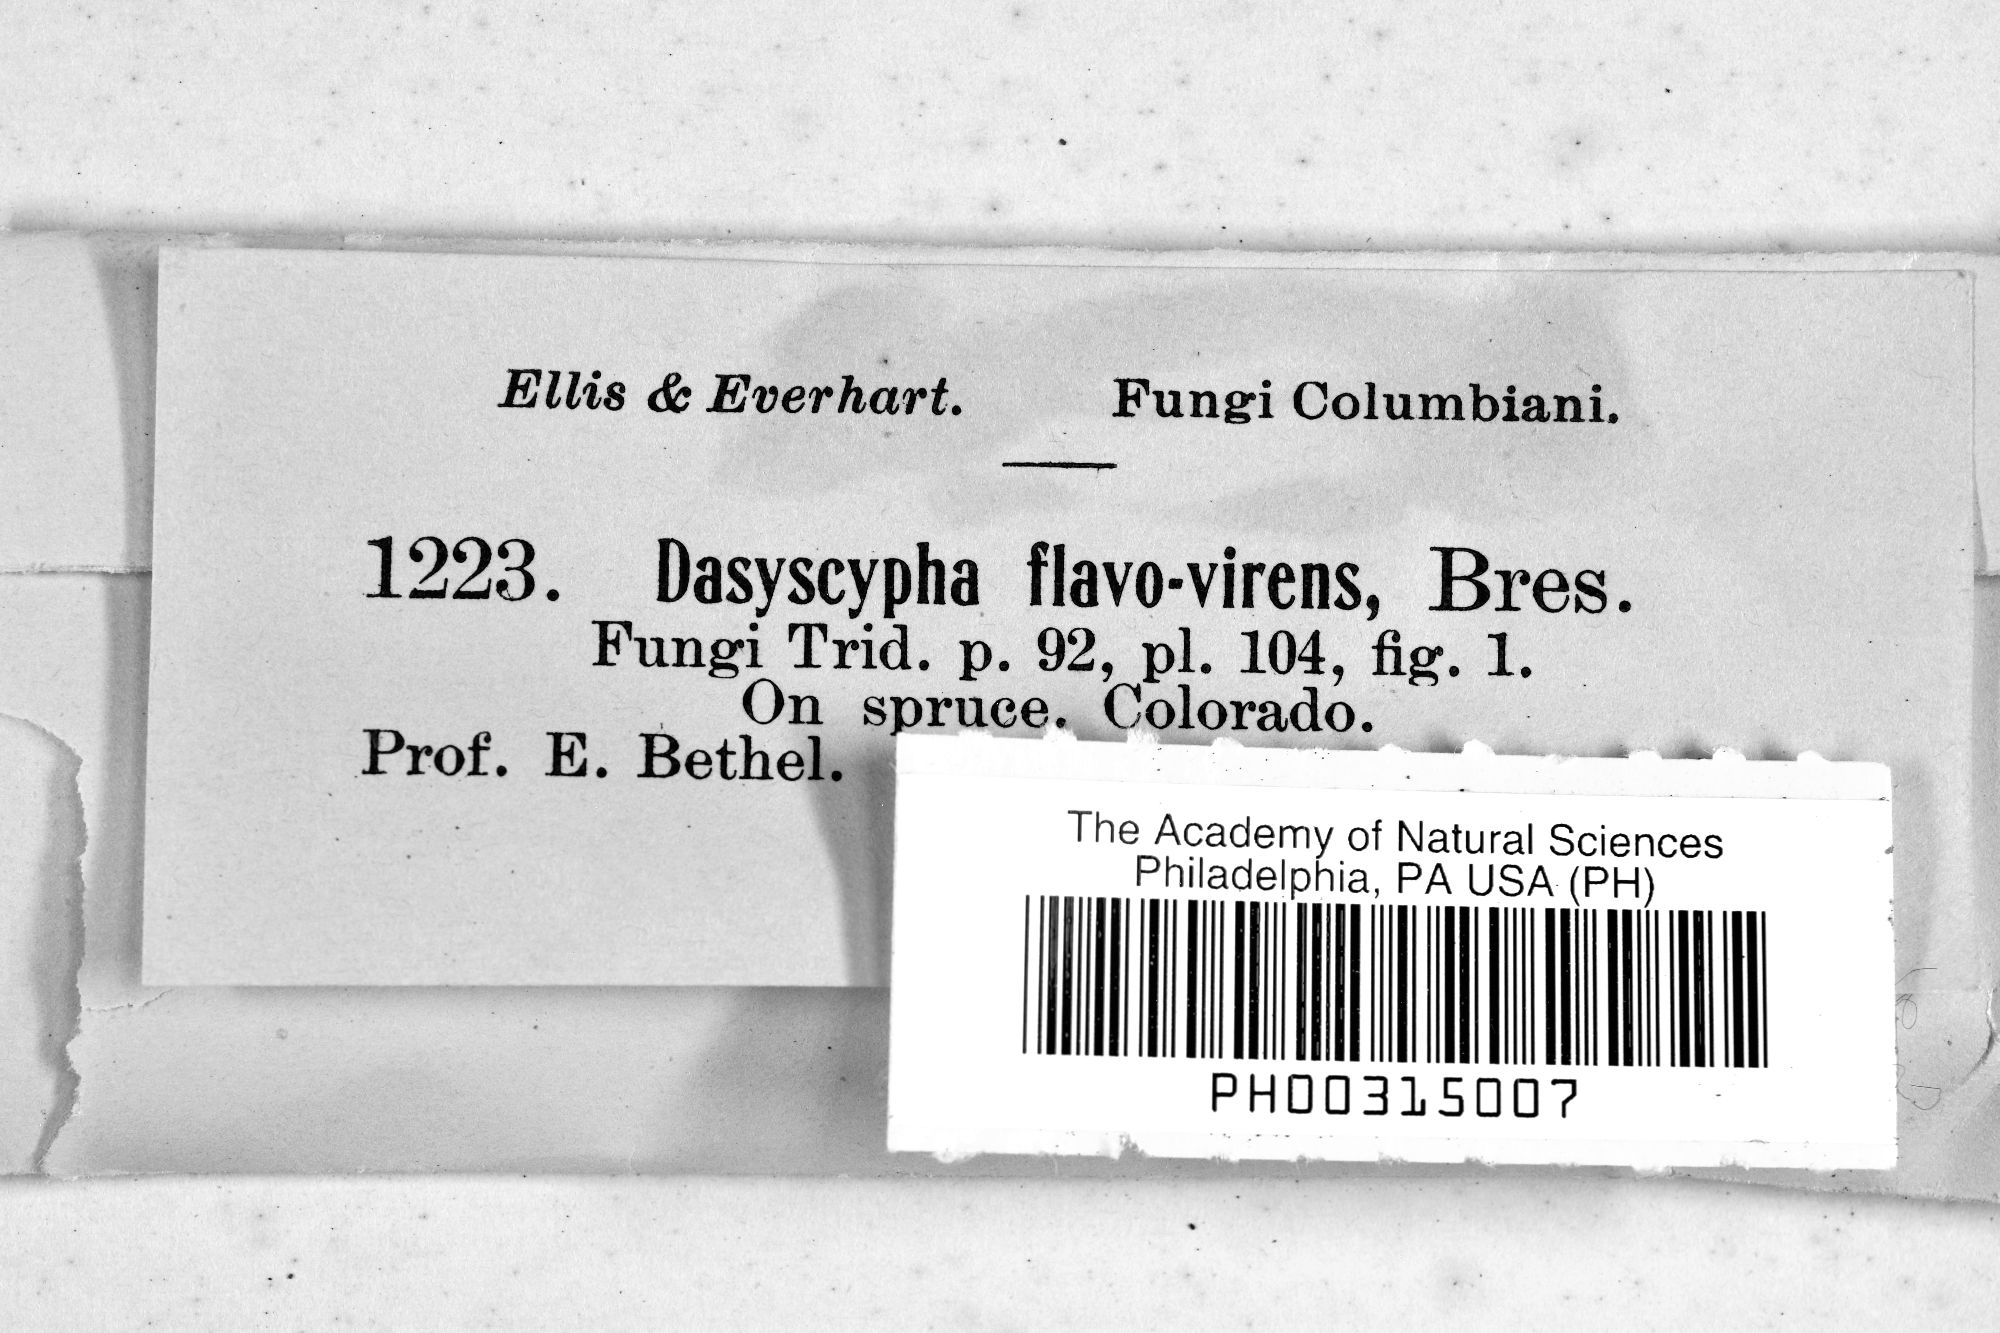 Ellis & Everhart. Fungi Columbiani.
1223. Dasyscypha flavo-virens, Bres.
Fungi Trid. p. 92, pl. 104, fig. 1.
On spruce. Colorado.
Prof. E. Bethel.
The Academy of Natural Sciences
Philadelphia, PA USA (PH)
PH00315007